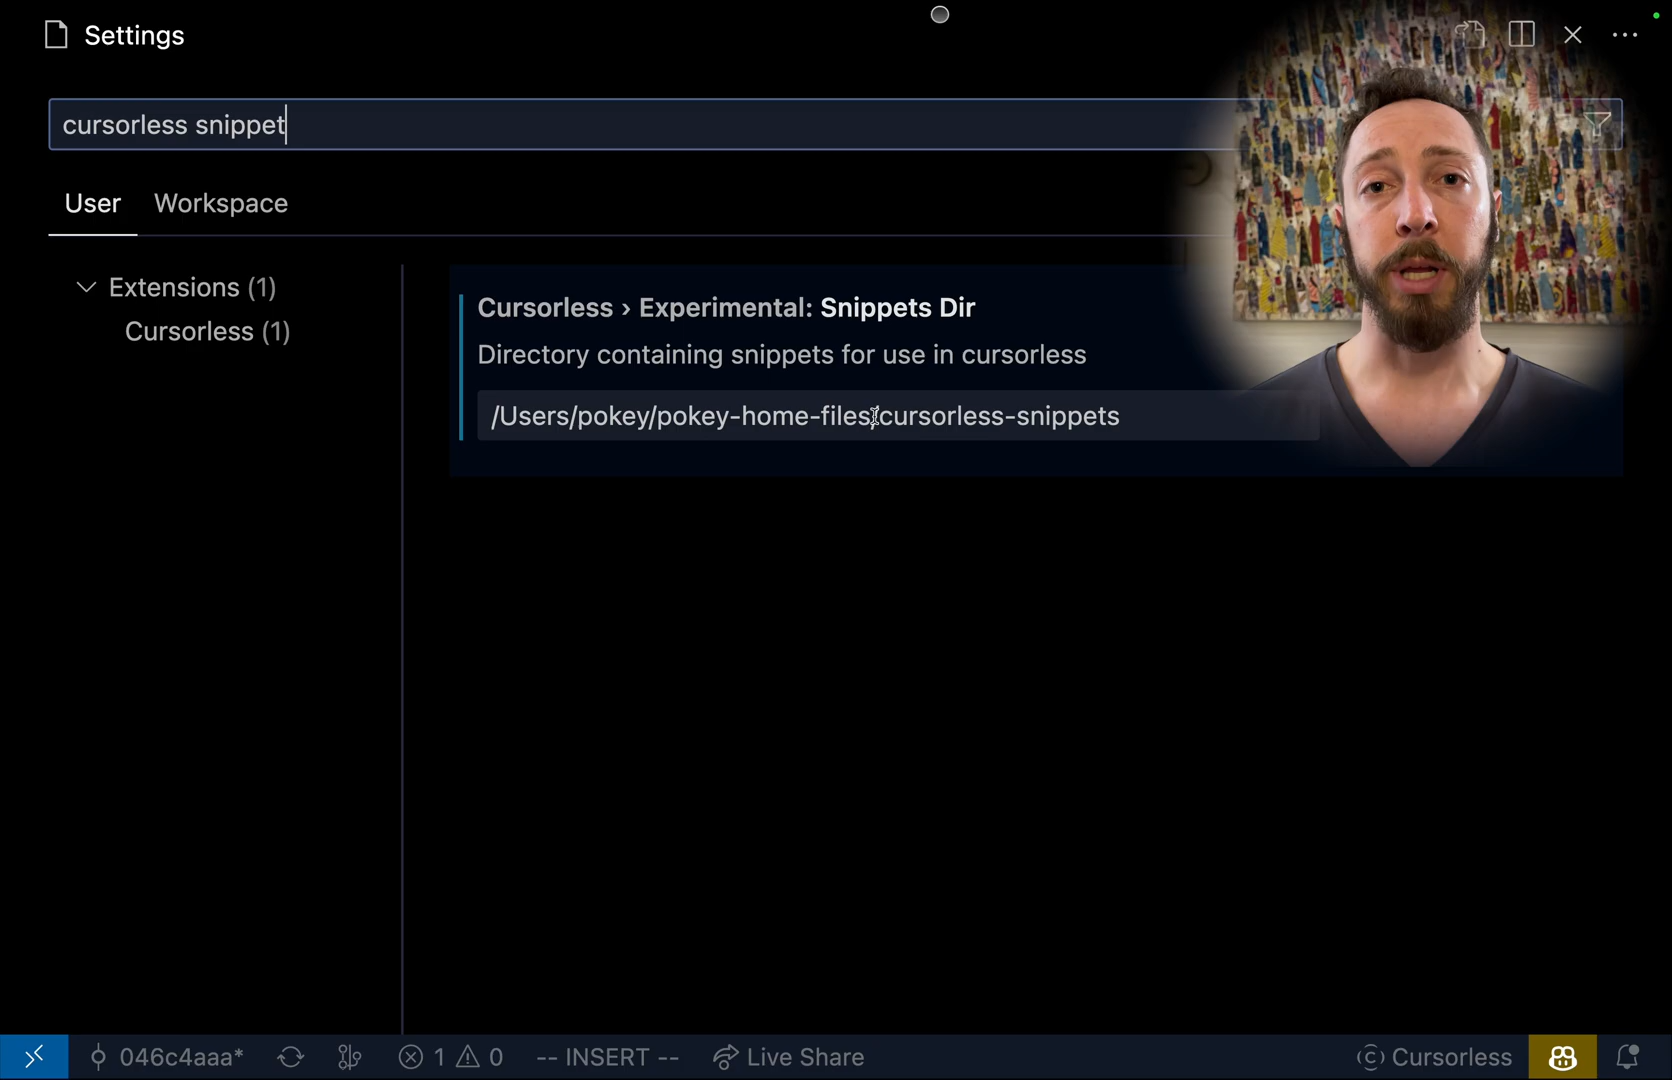 Settings
cursorless snippet
User Workspace
Extensions (1)
Cursorless (1)
Cursorless › Experimental: Snippets Dir
Directory containing snippets for use in cursorless
/Users/pokey/pokey-home-files/cursorless-snippets
046c4aaa* 1 0 -- INSERT -- Live Share Cursorless